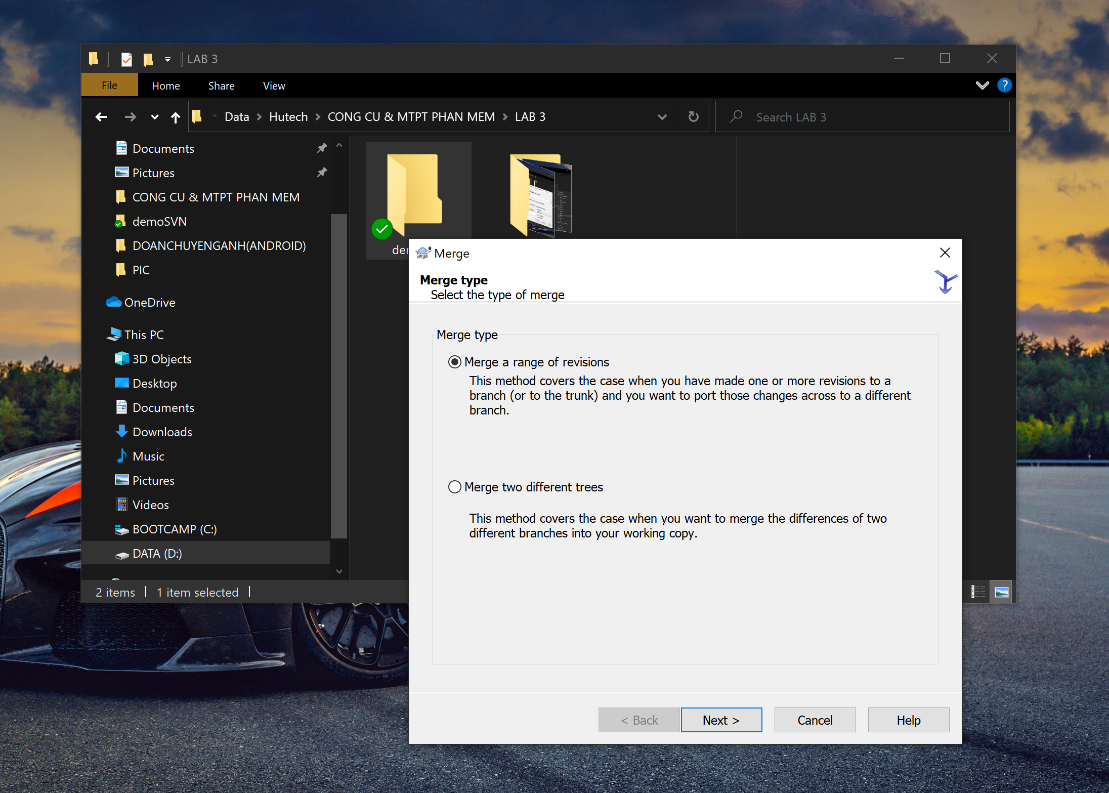 LAB 3
File Home Share View
Data > Hutech > CONG CU & MTPT PHAN MEM > LAB 3
Search LAB 3
Documents
Pictures
CONG CU & MTPT PHAN MEM
demoSVN
DOANCHUYENGANH(ANDROID)
PIC
OneDrive
This PC
3D Objects
Desktop
Documents
Downloads
Music
Pictures
Videos
BOOTCAMP (C:)
DATA (D:)
2 items 1 item selected
Merge
Merge type
Select the type of merge
Merge type
Merge a range of revisions
This method covers the case when you have made one or more revisions to a
branch (or to the trunk) and you want to port those changes across to a different
branch.
Merge two different trees
This method covers the case when you want to merge the differences of two
different branches into your working copy.
< Back Next > Cancel Help